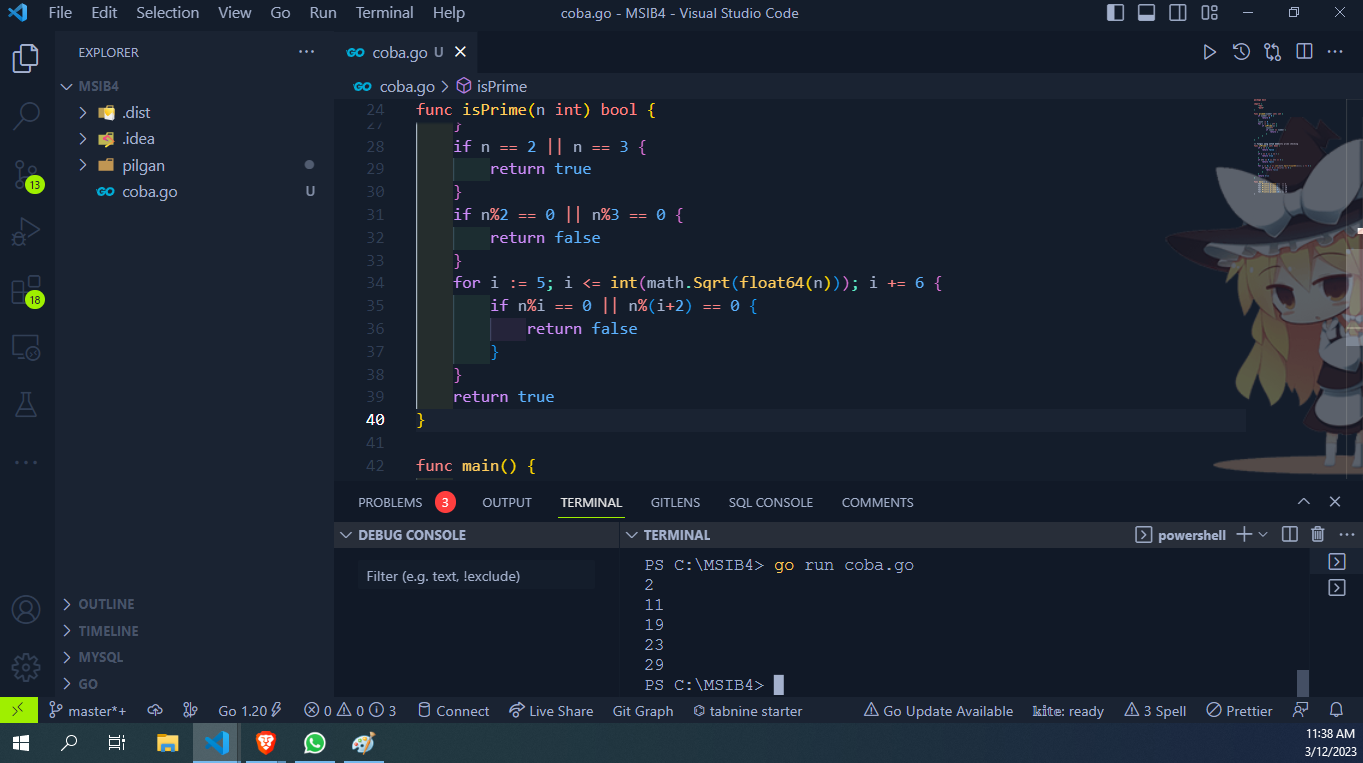 File Edit Selection View Go Run Terminal Help coba.go - MSIB4 - Visual Studio Code
EXPLORER
MSIB4
.dist
.idea
pilgan
coba.go U
OUTLINE
TIMELINE
MYSQL
GO
13
18
coba.go U
coba.go > isPrime
24 func isPrime(n int) bool {
27 }
28 if n == 2 || n == 3 {
29 return true
30 }
31 if n%2 == 0 || n%3 == 0 {
32 return false
33 }
34 for i := 5; i <= int(math.Sqrt(float64(n))); i += 6 {
35 if n%i == 0 || n%(i+2) == 0 {
36 return false
37 }
38 }
39 return true
40 }
41
42 func main() {
PROBLEMS 3 OUTPUT TERMINAL GITLENS SQL CONSOLE COMMENTS
DEBUG CONSOLE
Filter (e.g. text, !exclude)
TERMINAL powershell
PS C:\MSIB4> go run coba.go
2
11
19
23
29
PS C:\MSIB4>
master*+ Go 1.20 0 0 3 Connect Live Share Git Graph tabnine starter Go Update Available kite: ready 3 Spell Prettier
11:38 AM
3/12/2023